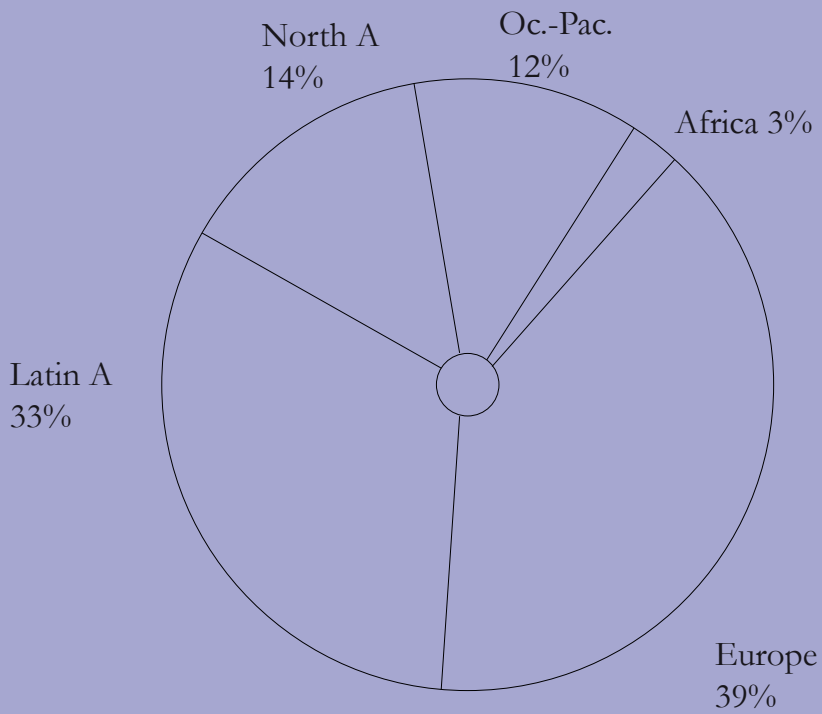 North A
14%
Oc.-Pac.
12%
Africa 3%
Latin A
33%
Europe
39%